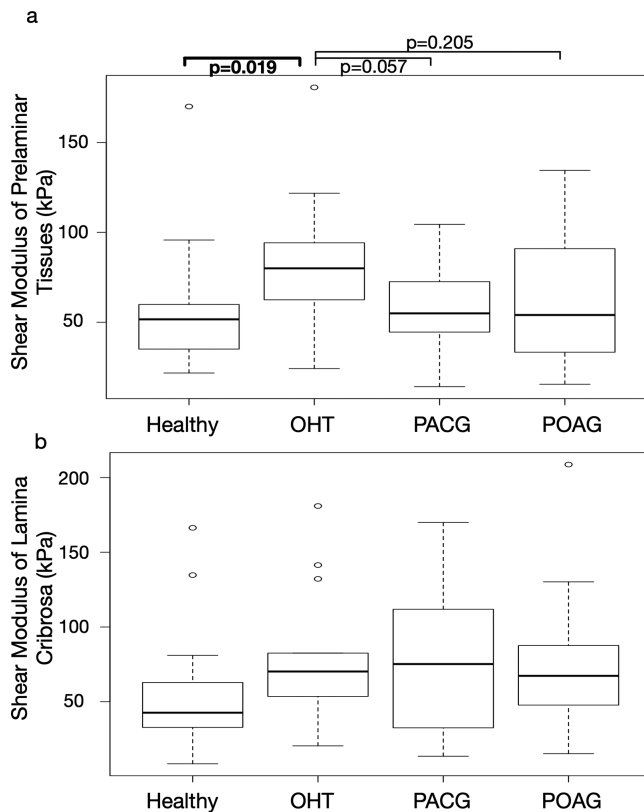 a
p=0.205
p=0.019 p=0.057
Shear Modulus of Prelaminar
Tissues (kPa)
150
100
50
Healthy OHT PACG POAG
b
Shear Modulus of Lamina
Cribrosa (kPa)
200
150
100
50
Healthy OHT PACG POAG